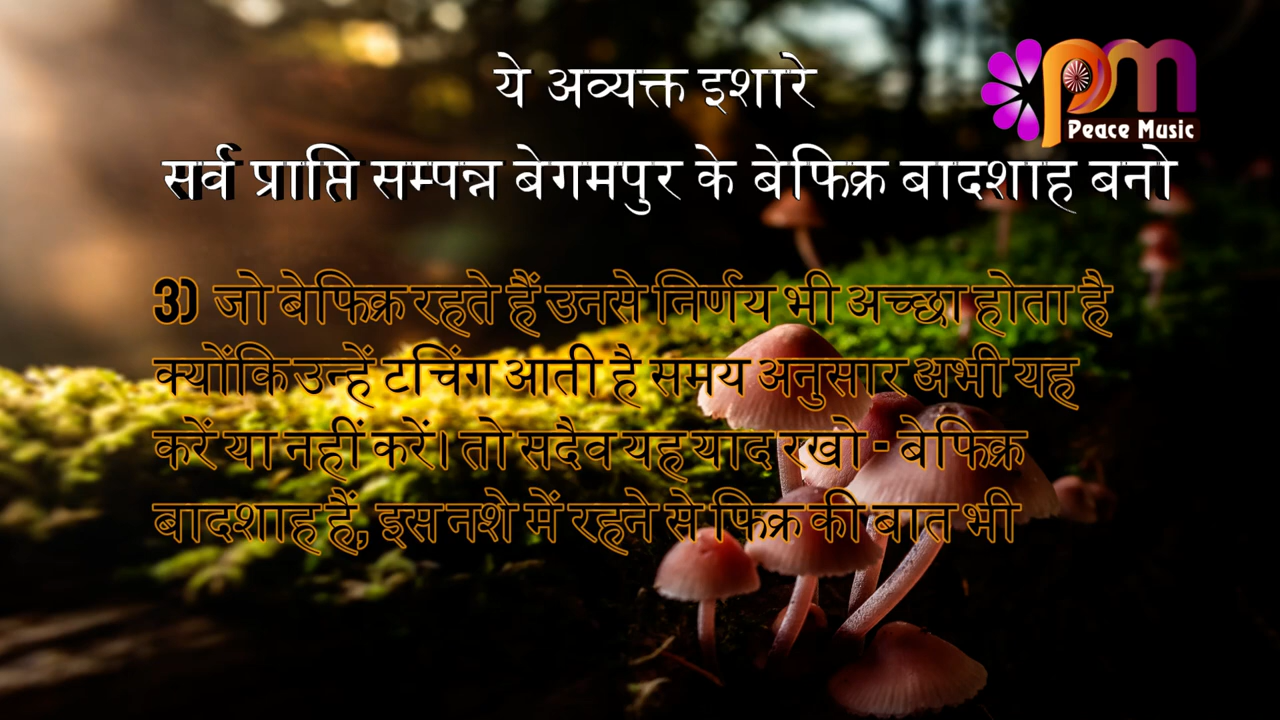 ये अव्यक्त इशारे
pm
Peace Music
सर्व प्राप्ति सम्पन्न बेगमपुर के बेफिक्र बादशाह बनो
3) जो बेफिक्र रहते हैं उनसे निर्णय भी अच्छा होता है
क्योंकि उन्हें टचिंग आती है समय अनुसार अभी यह
करें या नहीं करें। तो सदैव यह याद रखो - बेफिक्र
बादशाह हैं, इस नशे में रहने से फिक्र की बात भी